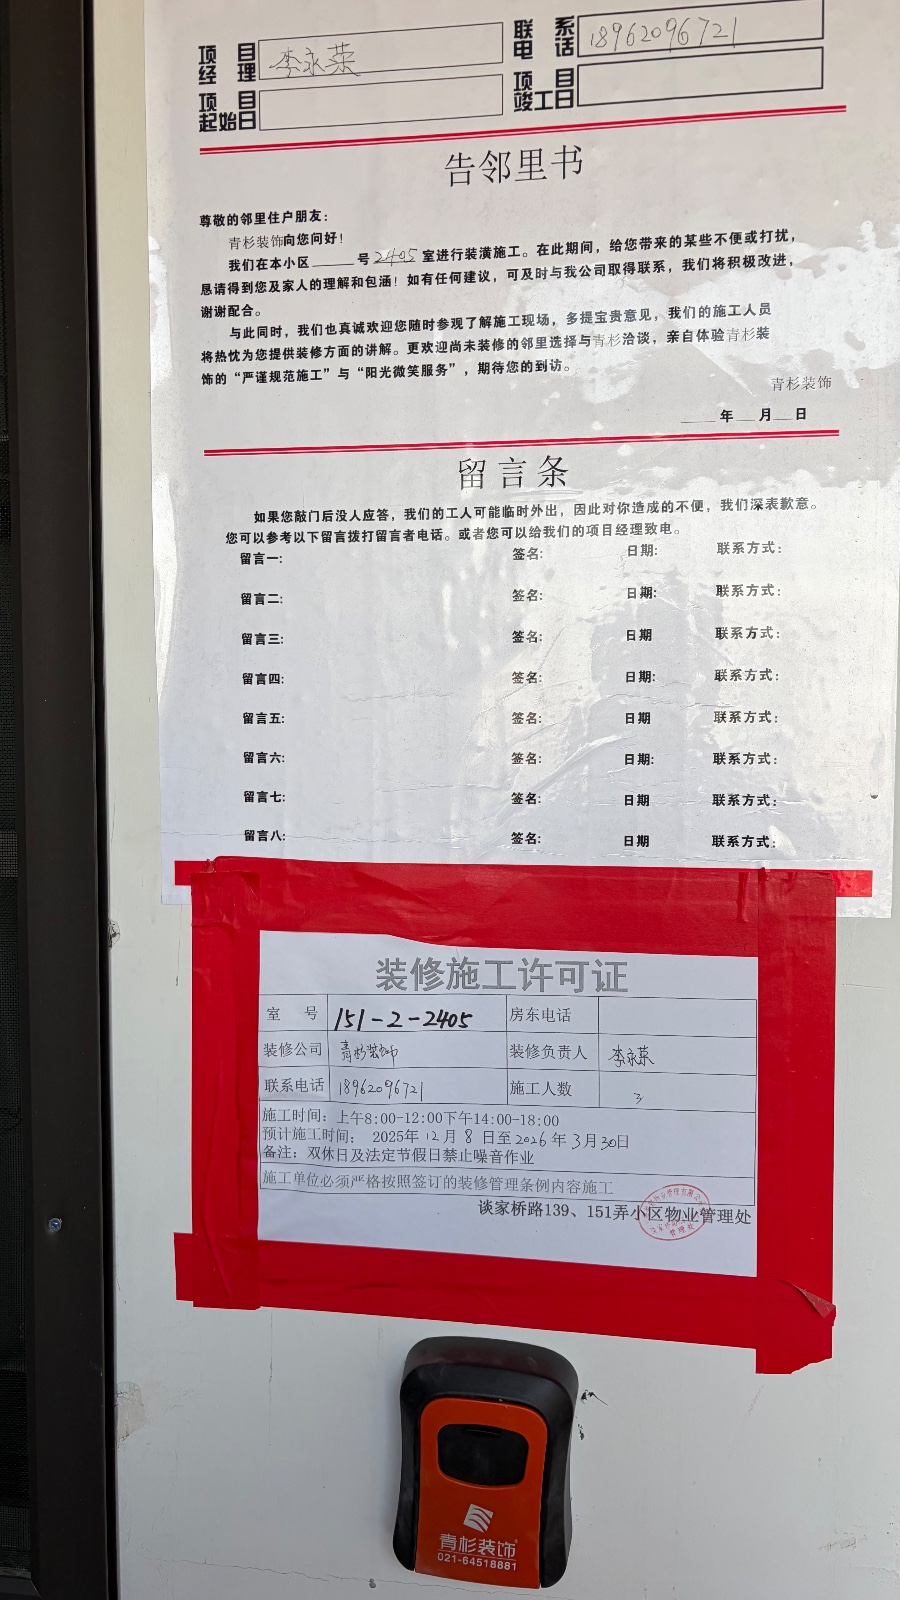 项目经理 李永荣 联系电话 18962096721
项目起始日 项目竣工日
告邻里书
尊敬的邻里住户朋友：
青杉装饰向您问好！
我们在本小区____号2405室进行装潢施工。在此期间，给您带来的某些不便或打扰，
恳请得到您及家人的理解和包涵！如有任何建议，可及时与我公司取得联系，我们将积极改进，
谢谢配合。
与此同时，我们也真诚欢迎您随时参观了解施工现场，多提宝贵意见，我们的施工人员
将热忱为您提供装修方面的讲解。更欢迎尚未装修的邻里选择与青杉洽谈，亲自体验青杉装
饰的“严谨规范施工”与“阳光微笑服务”，期待您的到访。
青杉装饰
____年__月__日
留言条
如果您敲门后没人应答，我们的工人可能临时外出，因此对你造成的不便，我们深表歉意。
您可以参考以下留言拨打留言者电话。或者您可以给我们的项目经理致电。
留言一: 签名: 日期: 联系方式:
留言二: 签名: 日期: 联系方式:
留言三: 签名: 日期 联系方式:
留言四: 签名: 日期: 联系方式:
留言五: 签名: 日期 联系方式:
留言六: 签名: 日期: 联系方式:
留言七: 签名: 日期 联系方式:
留言八: 签名: 日期 联系方式:
装修施工许可证
室 号 151-2-2405 房东电话
装修公司 青杉装饰 装修负责人 李永荣
联系电话 18962096721 施工人数 3
施工时间：上午8:00-12:00下午14:00-18:00
预计施工时间： 2025年12月8日至2026年3月30日
备注：双休日及法定节假日禁止噪音作业
施工单位必须严格按照签订的装修管理条例内容施工
谈家桥路139、151弄小区物业管理处
管理处
青杉装饰
021-64518881